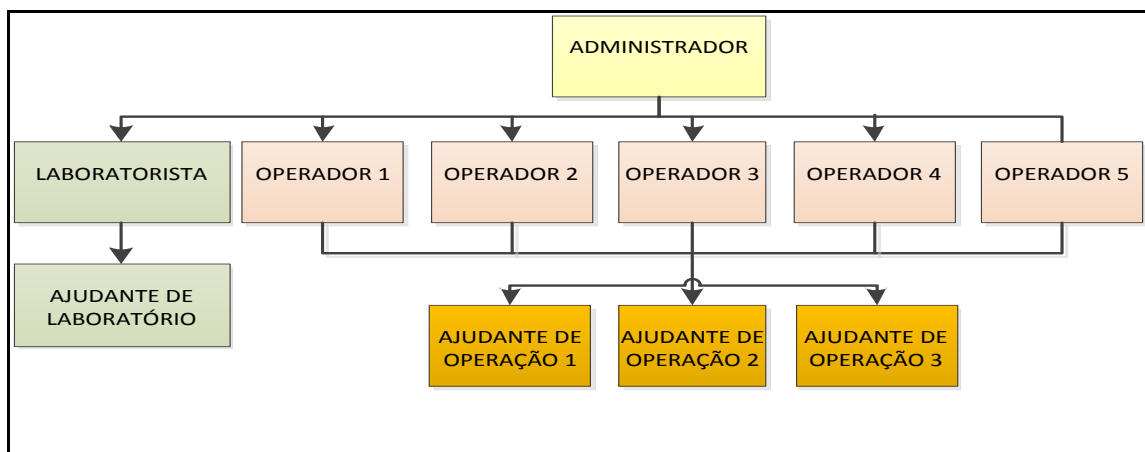 ADMINISTRADOR
LABORATORISTA
OPERADOR 1
OPERADOR 2
OPERADOR 3
OPERADOR 4
OPERADOR 5
AJUDANTE DE
LABORATÓRIO
AJUDANTE DE
OPERAÇÃO 1
AJUDANTE DE
OPERAÇÃO 2
AJUDANTE DE
OPERAÇÃO 3